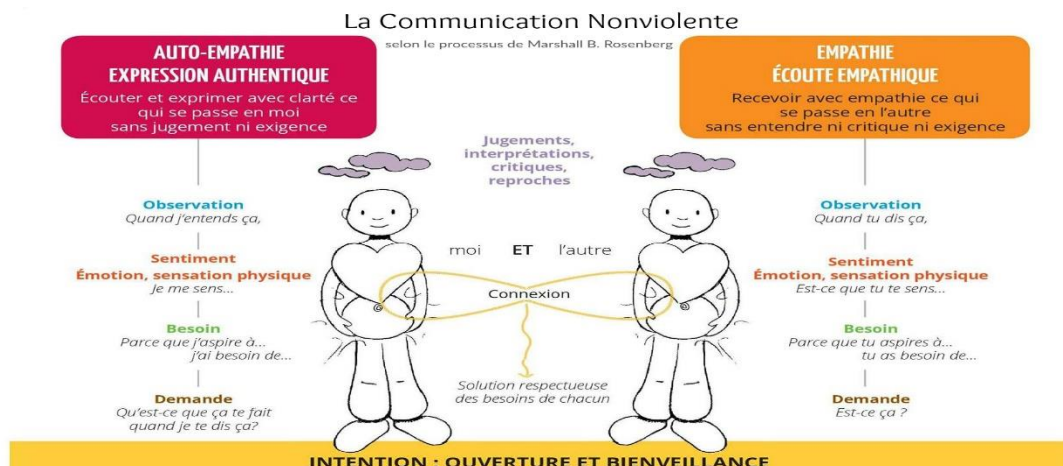 La Communication Nonviolente
selon le processus de Marshall B. Rosenberg
AUTO-EMPATHIE
EXPRESSION AUTHENTIQUE
Écouter et exprimer avec clarté ce
qui se passe en moi
sans jugement ni exigence
Observation
Quand j'entends ça,
Sentiment
Émotion, sensation physique
Je me sens...
Besoin
Parce que j'aspire à...
j'ai besoin de...
Demande
Qu'est-ce que ça te fait
quand je te dis ça?
Jugements,
interprétations,
critiques,
reproches
moi ET l'autre
Connexion
Solution respectueuse
des besoins de chacun
EMPATHIE
ÉCOUTE EMPATHIQUE
Recevoir avec empathie ce qui
se passe en l'autre
sans entendre ni critique ni exigence
Observation
Quand tu dis ça,
Sentiment
Émotion, sensation physique
Est-ce que tu te sens...
Besoin
Parce que tu aspires à...
tu as besoin de...
Demande
Est-ce ça ?
INTENTION : OUVERTURE ET BIENVEILLANCE